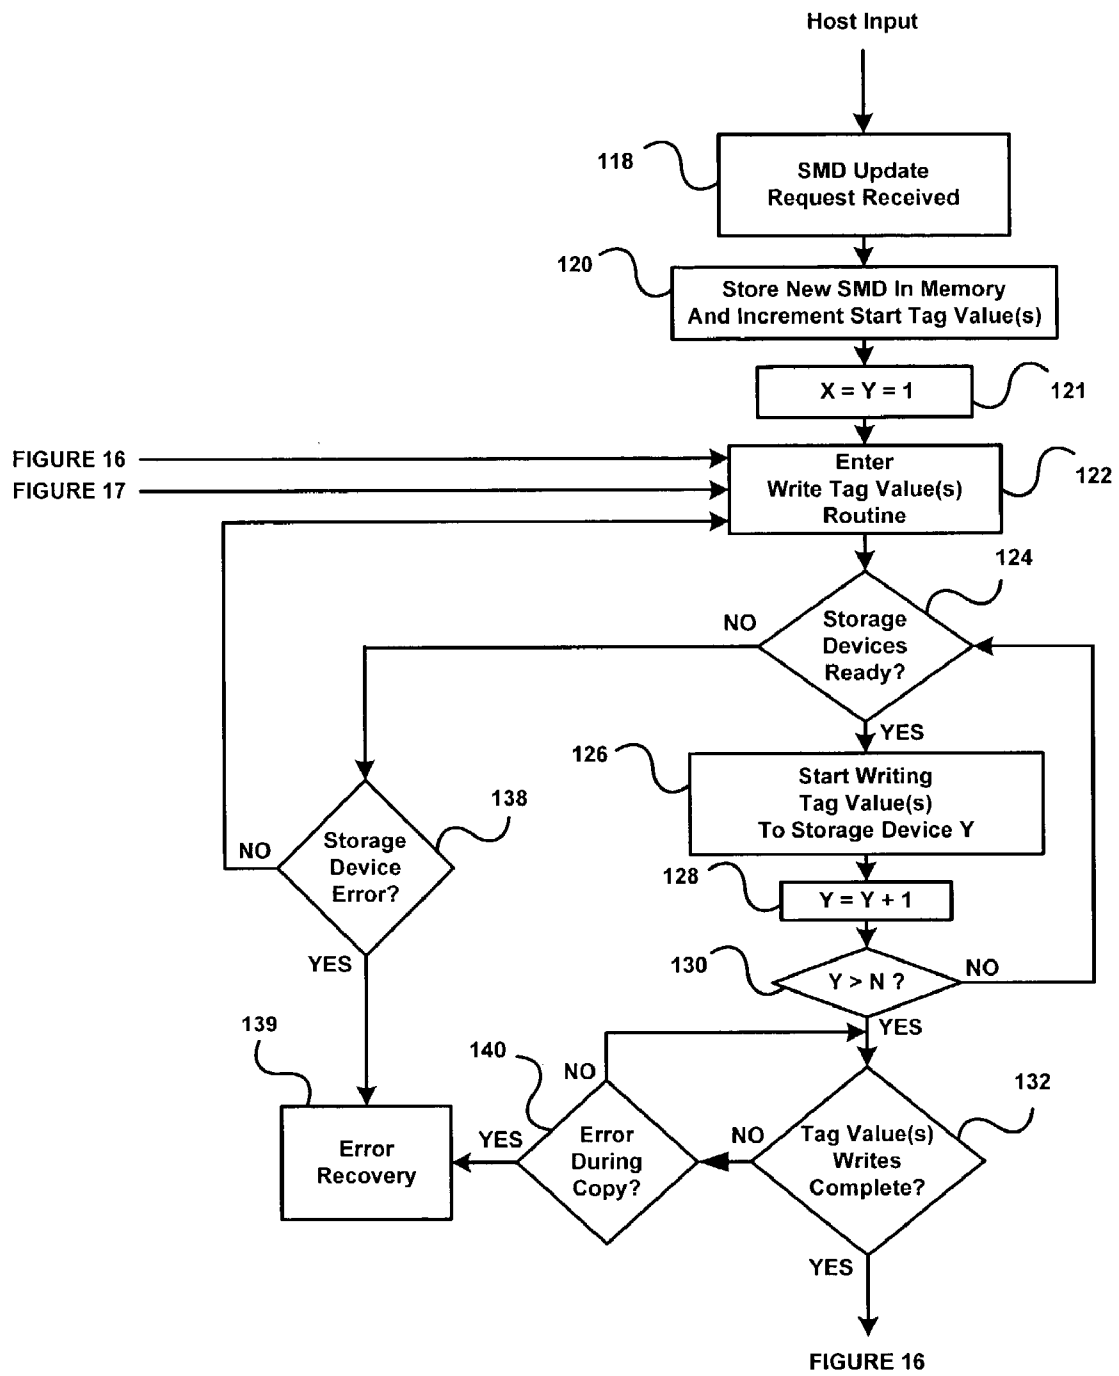 Host Input
118
SMD Update
Request Received
120
Store New SMD In Memory
And Increment Start Tag Value(s)
X = Y = 1
121
FIGURE 16
FIGURE 17
Enter
Write Tag Value(s)
Routine
122
124
NO
Storage
Devices
Ready?
YES
126
Start Writing
Tag Value(s)
To Storage Device Y
138
Storage
Device
Error?
NO
YES
128
Y = Y + 1
130
Y > N ?
NO
YES
139
Error
Recovery
140
NO
YES
Error
During
Copy?
NO
132
Tag Value(s)
Writes
Complete?
YES
FIGURE 16